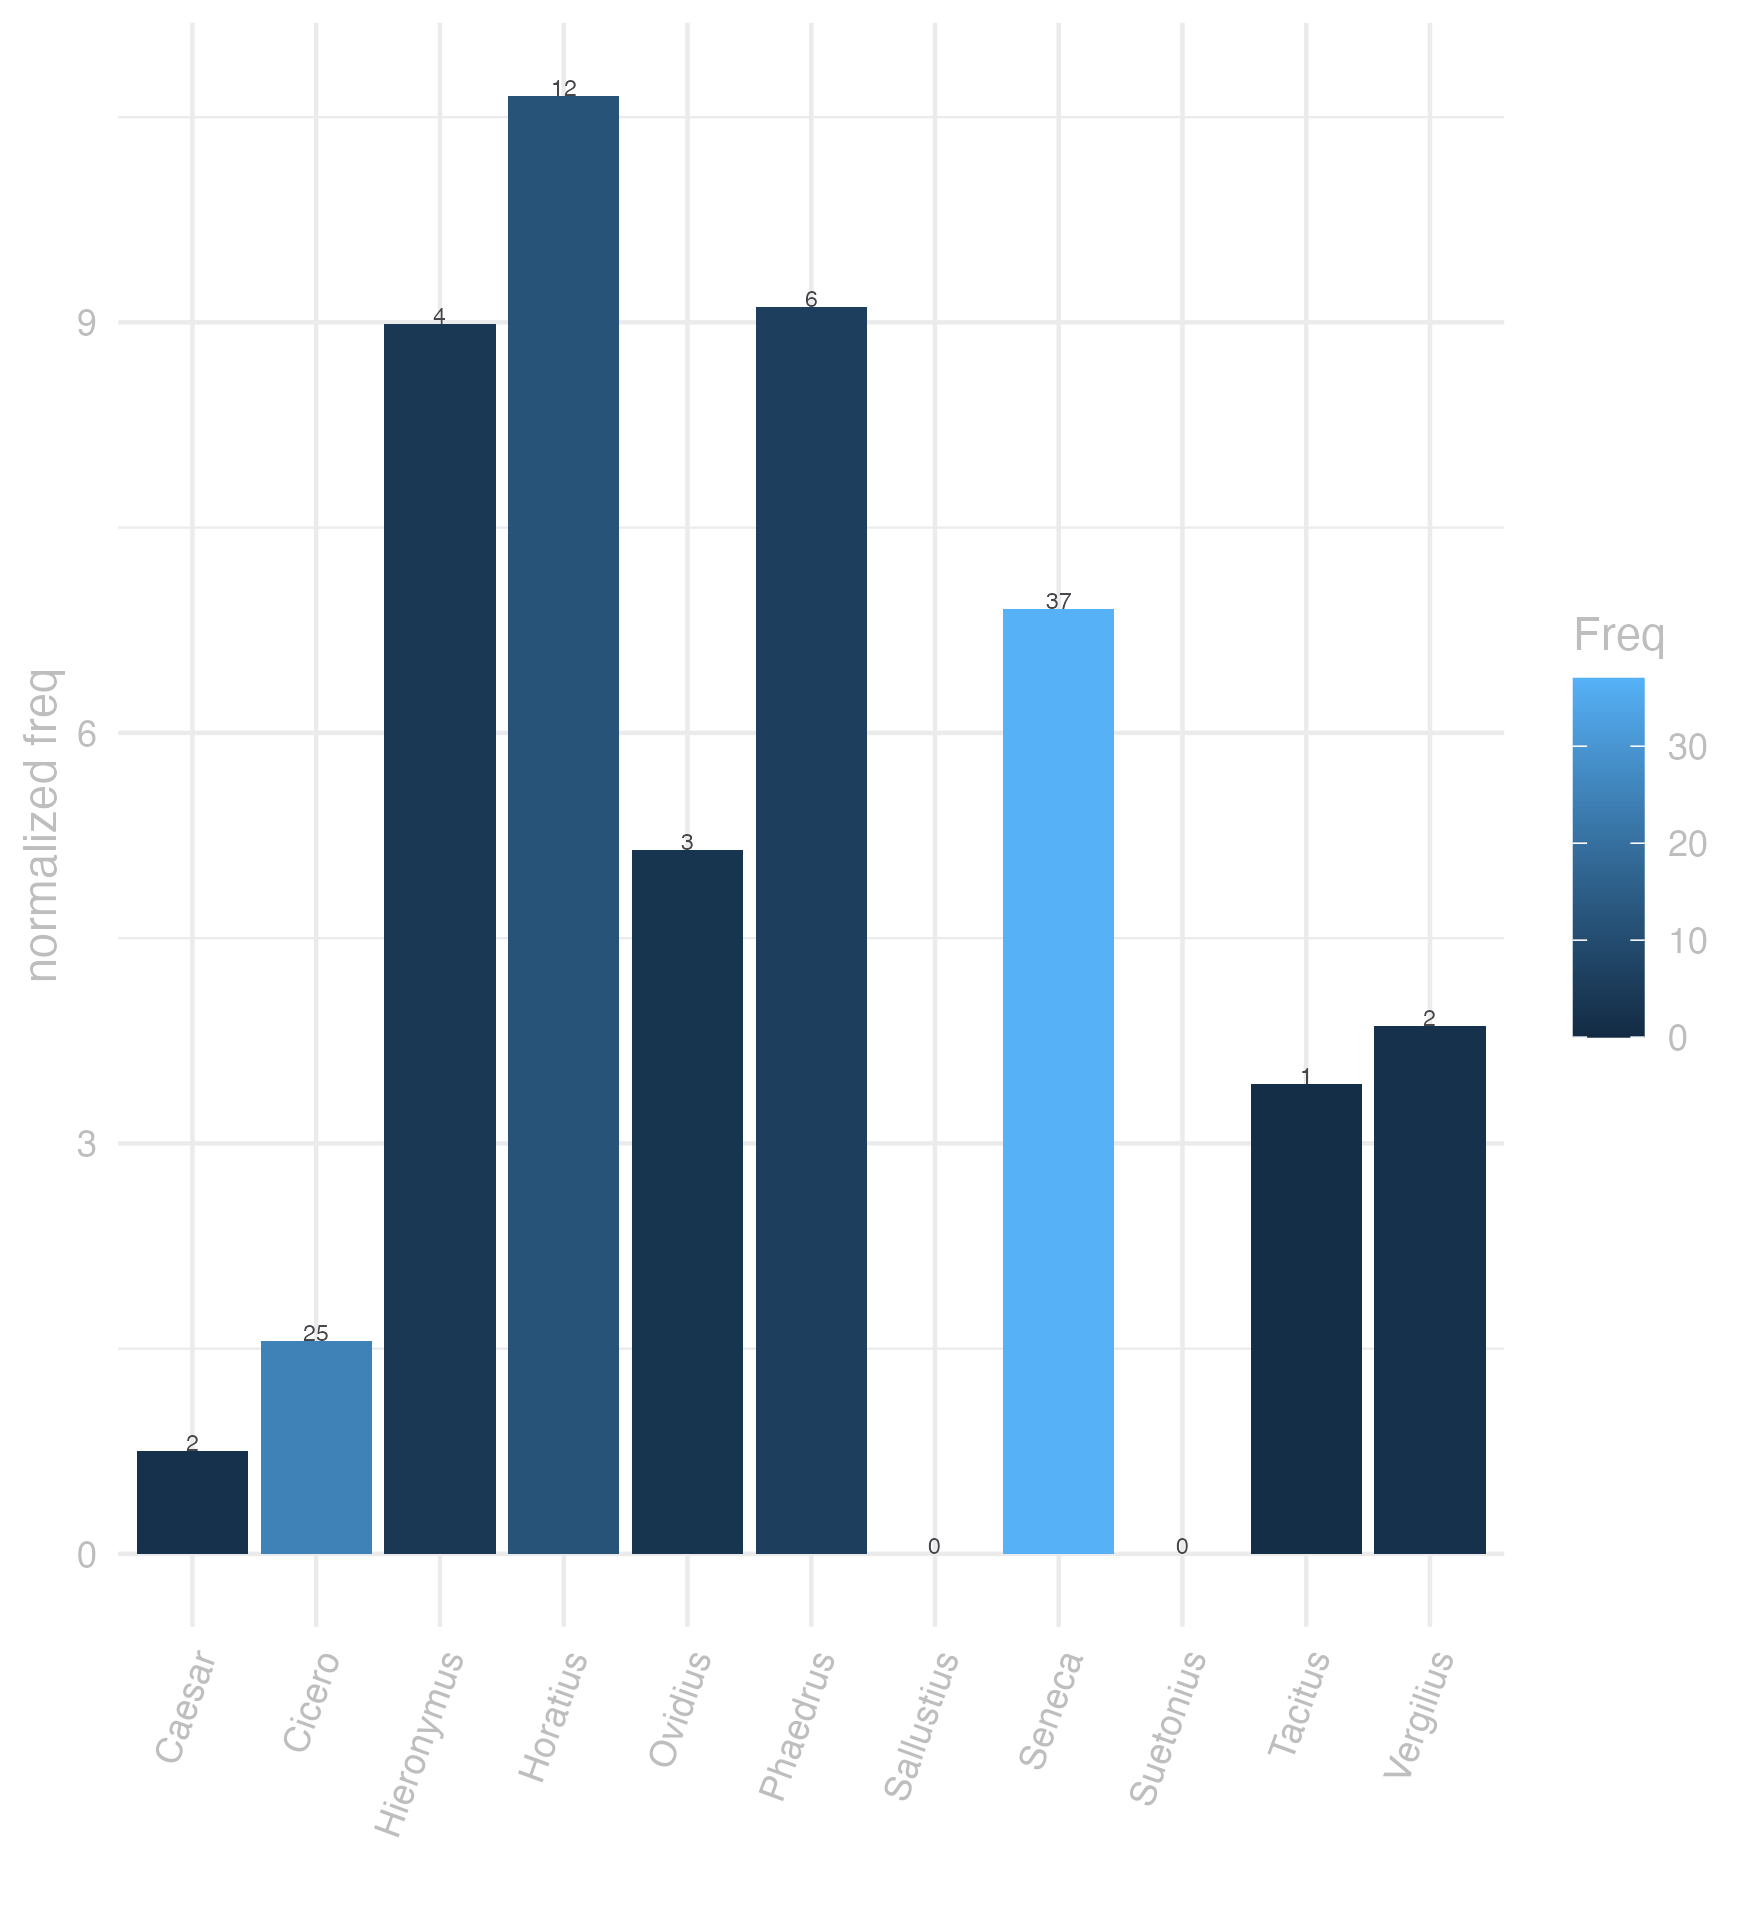 12
9
4
6
37
Freq
normalized freq
6
30
3
20
10
2
0
1
3
25
2
0
0
0
Caesar
Cicero
Hieronymus
Horatius
Ovidius
Phaedrus
Sallustius
Seneca
Suetonius
Tacitus
Vergilius